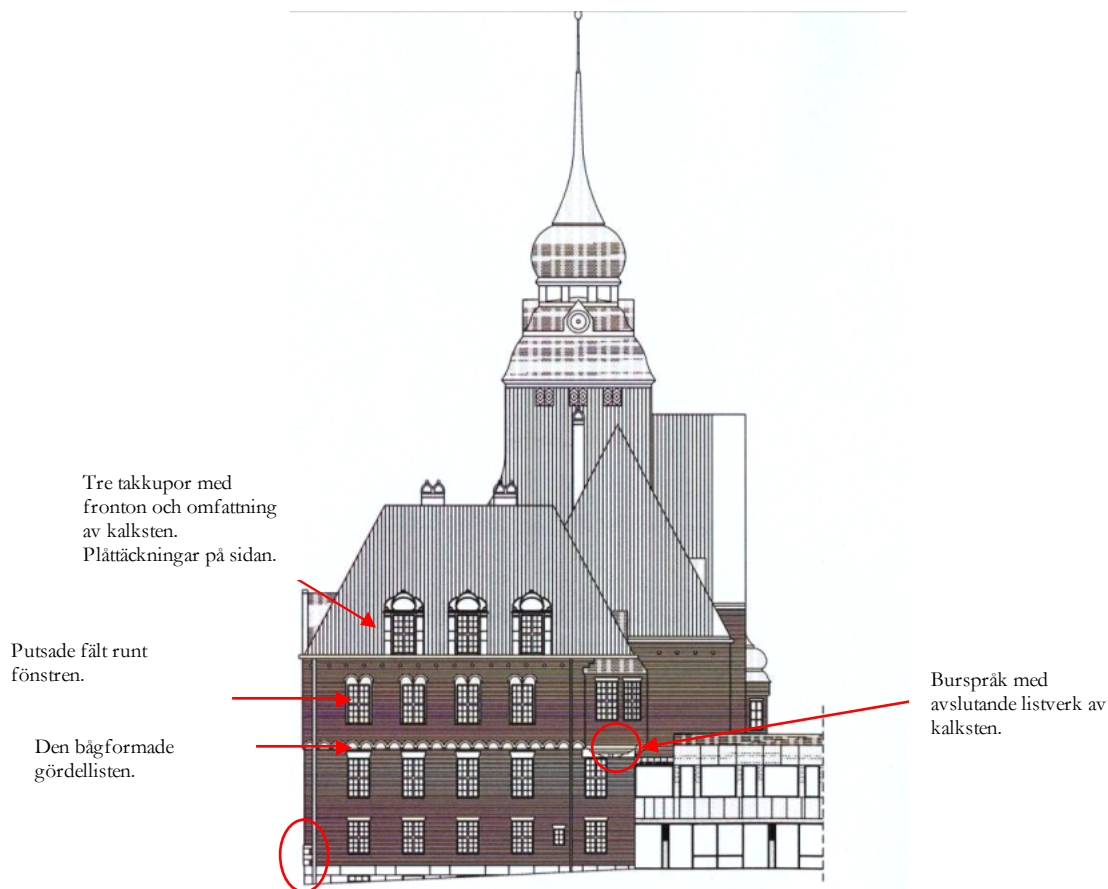 Tre takkupor med
fronton och omfattning
av kalksten.
Plåttäckningar på sidan.
Putsade fält runt
fönstren.
Den bågformade
gördellisten.
Burspråk med
avslutande listverk av
kalksten.